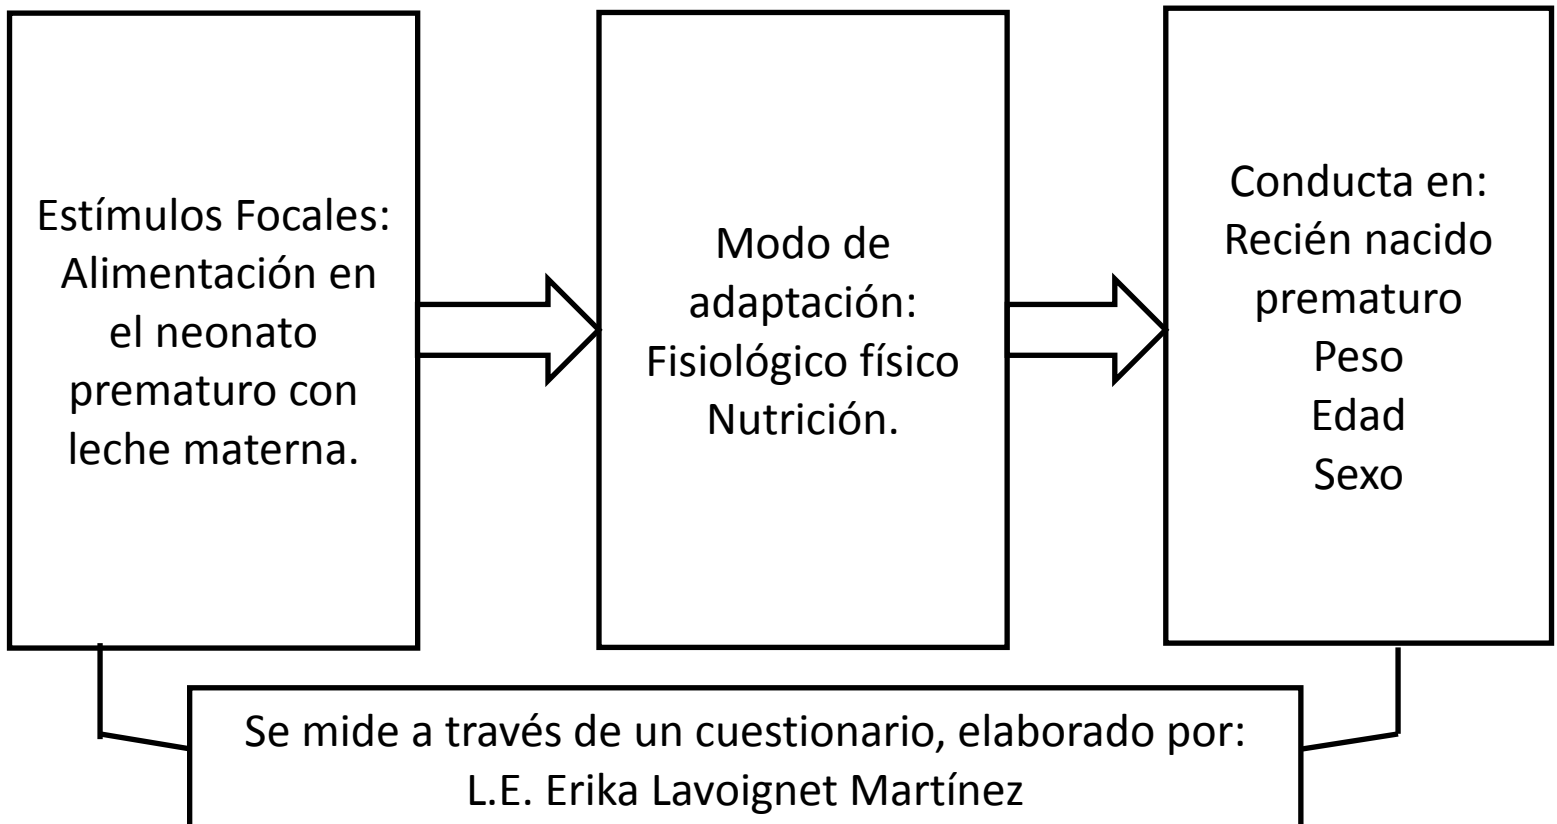 Estímulos Focales:
Alimentación en
el neonato
prematuro con
leche materna.
Modo de
adaptación:
Fisiológico físico
Nutrición.
Conducta en:
Recién nacido
prematuro
Peso
Edad
Sexo
Se mide a través de un cuestionario, elaborado por:
L.E. Erika Lavoignet Martínez